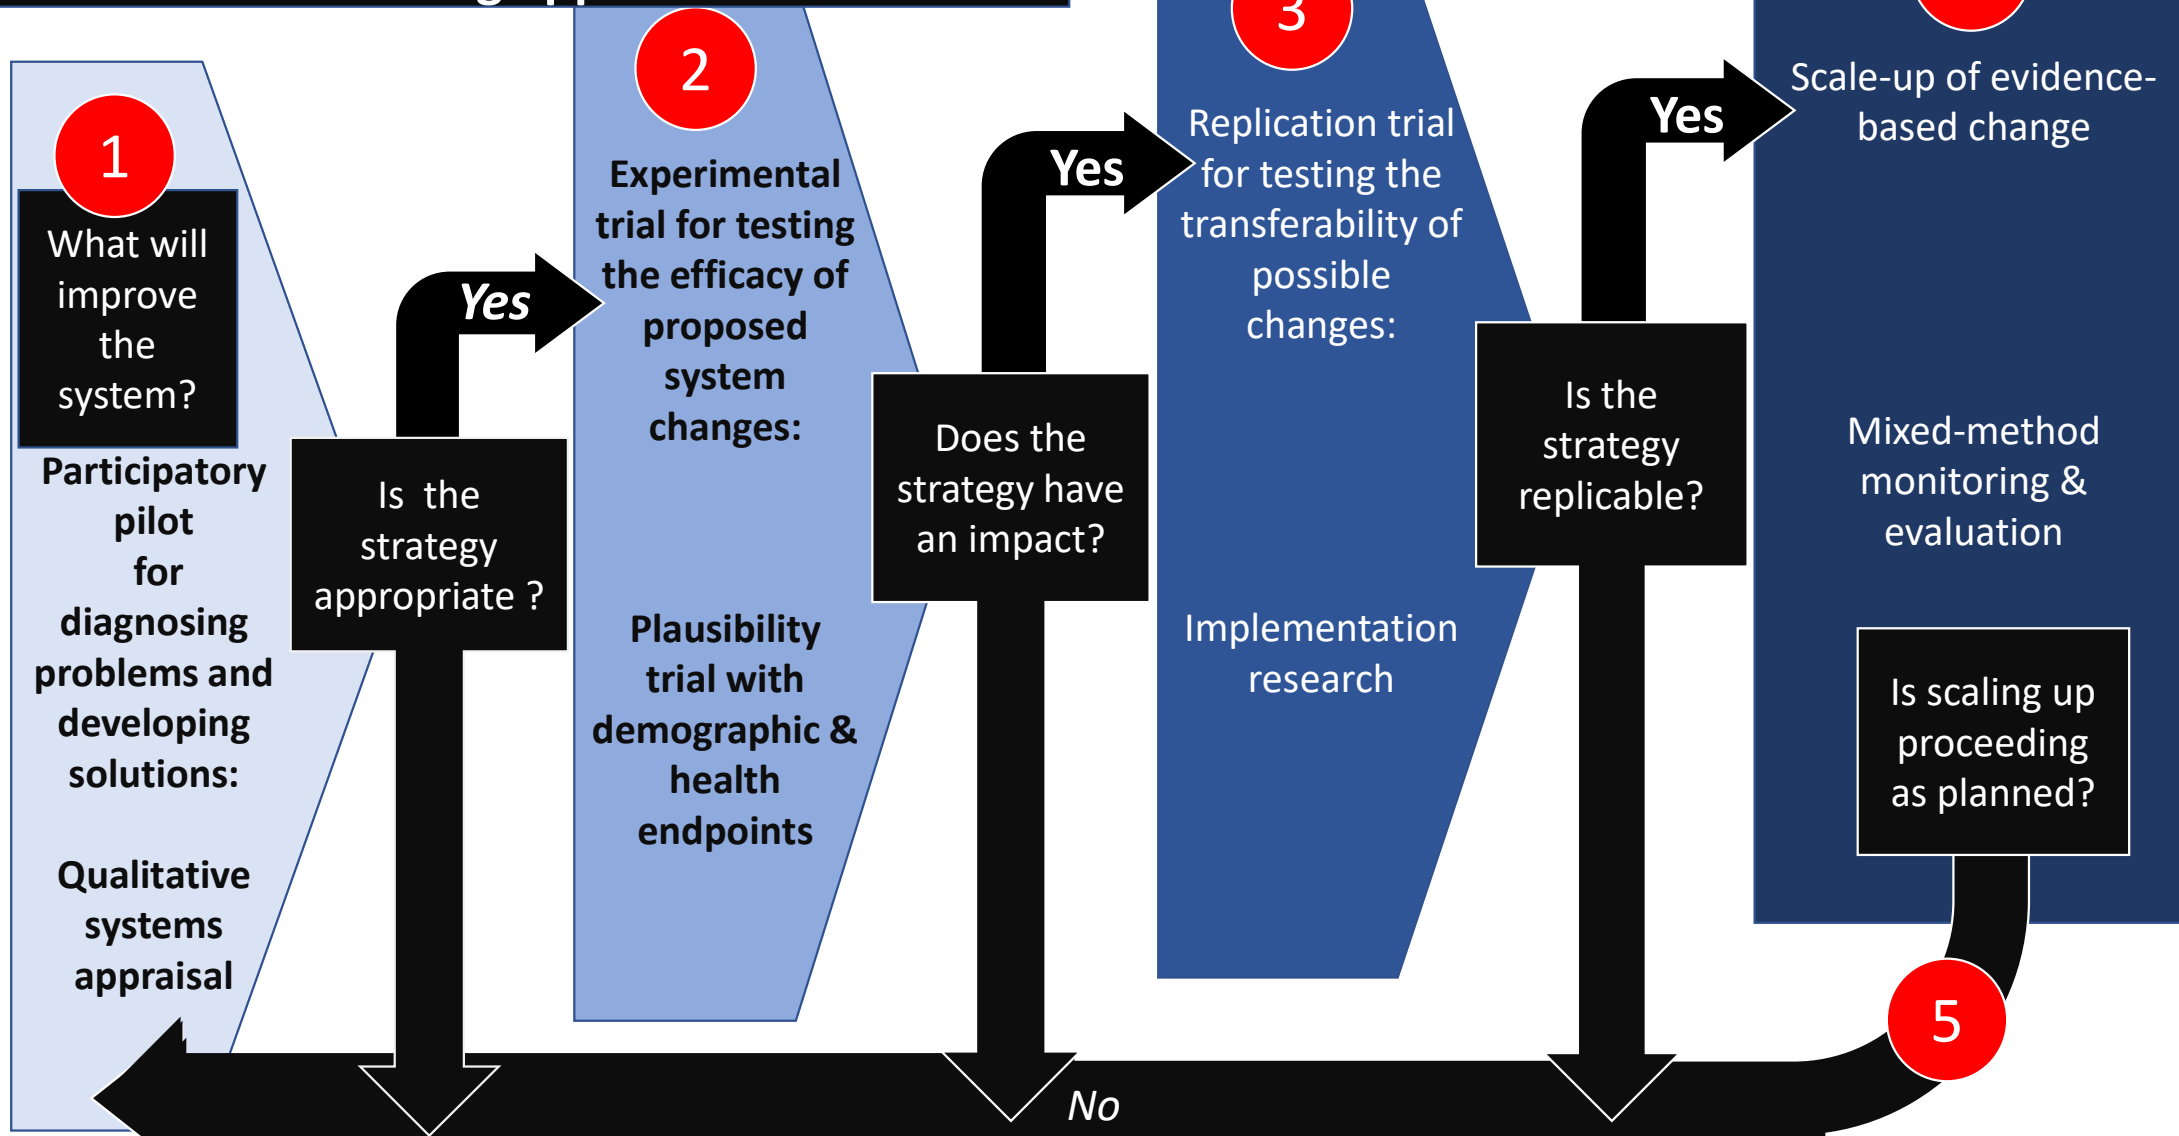 1
What will
improve
the
system?
Participatory
pilot
for
diagnosing
problems and
developing
solutions:
Qualitative
systems
appraisal
Is  the
strategy
appropriate ?
Yes
2
Experimental
trial for testing
the efficacy of
proposed
system
changes:
Plausibility
trial with
demographic &
health
endpoints
Does the
strategy have
an impact?
Yes
3
Replication trial
for testing the
transferability of
possible
changes:
Implementation
research
Is the
strategy
replicable?
Yes
Scale-up of evidence-
based change
Mixed-method
monitoring &
evaluation
Is scaling up
proceeding
as planned?
5
No